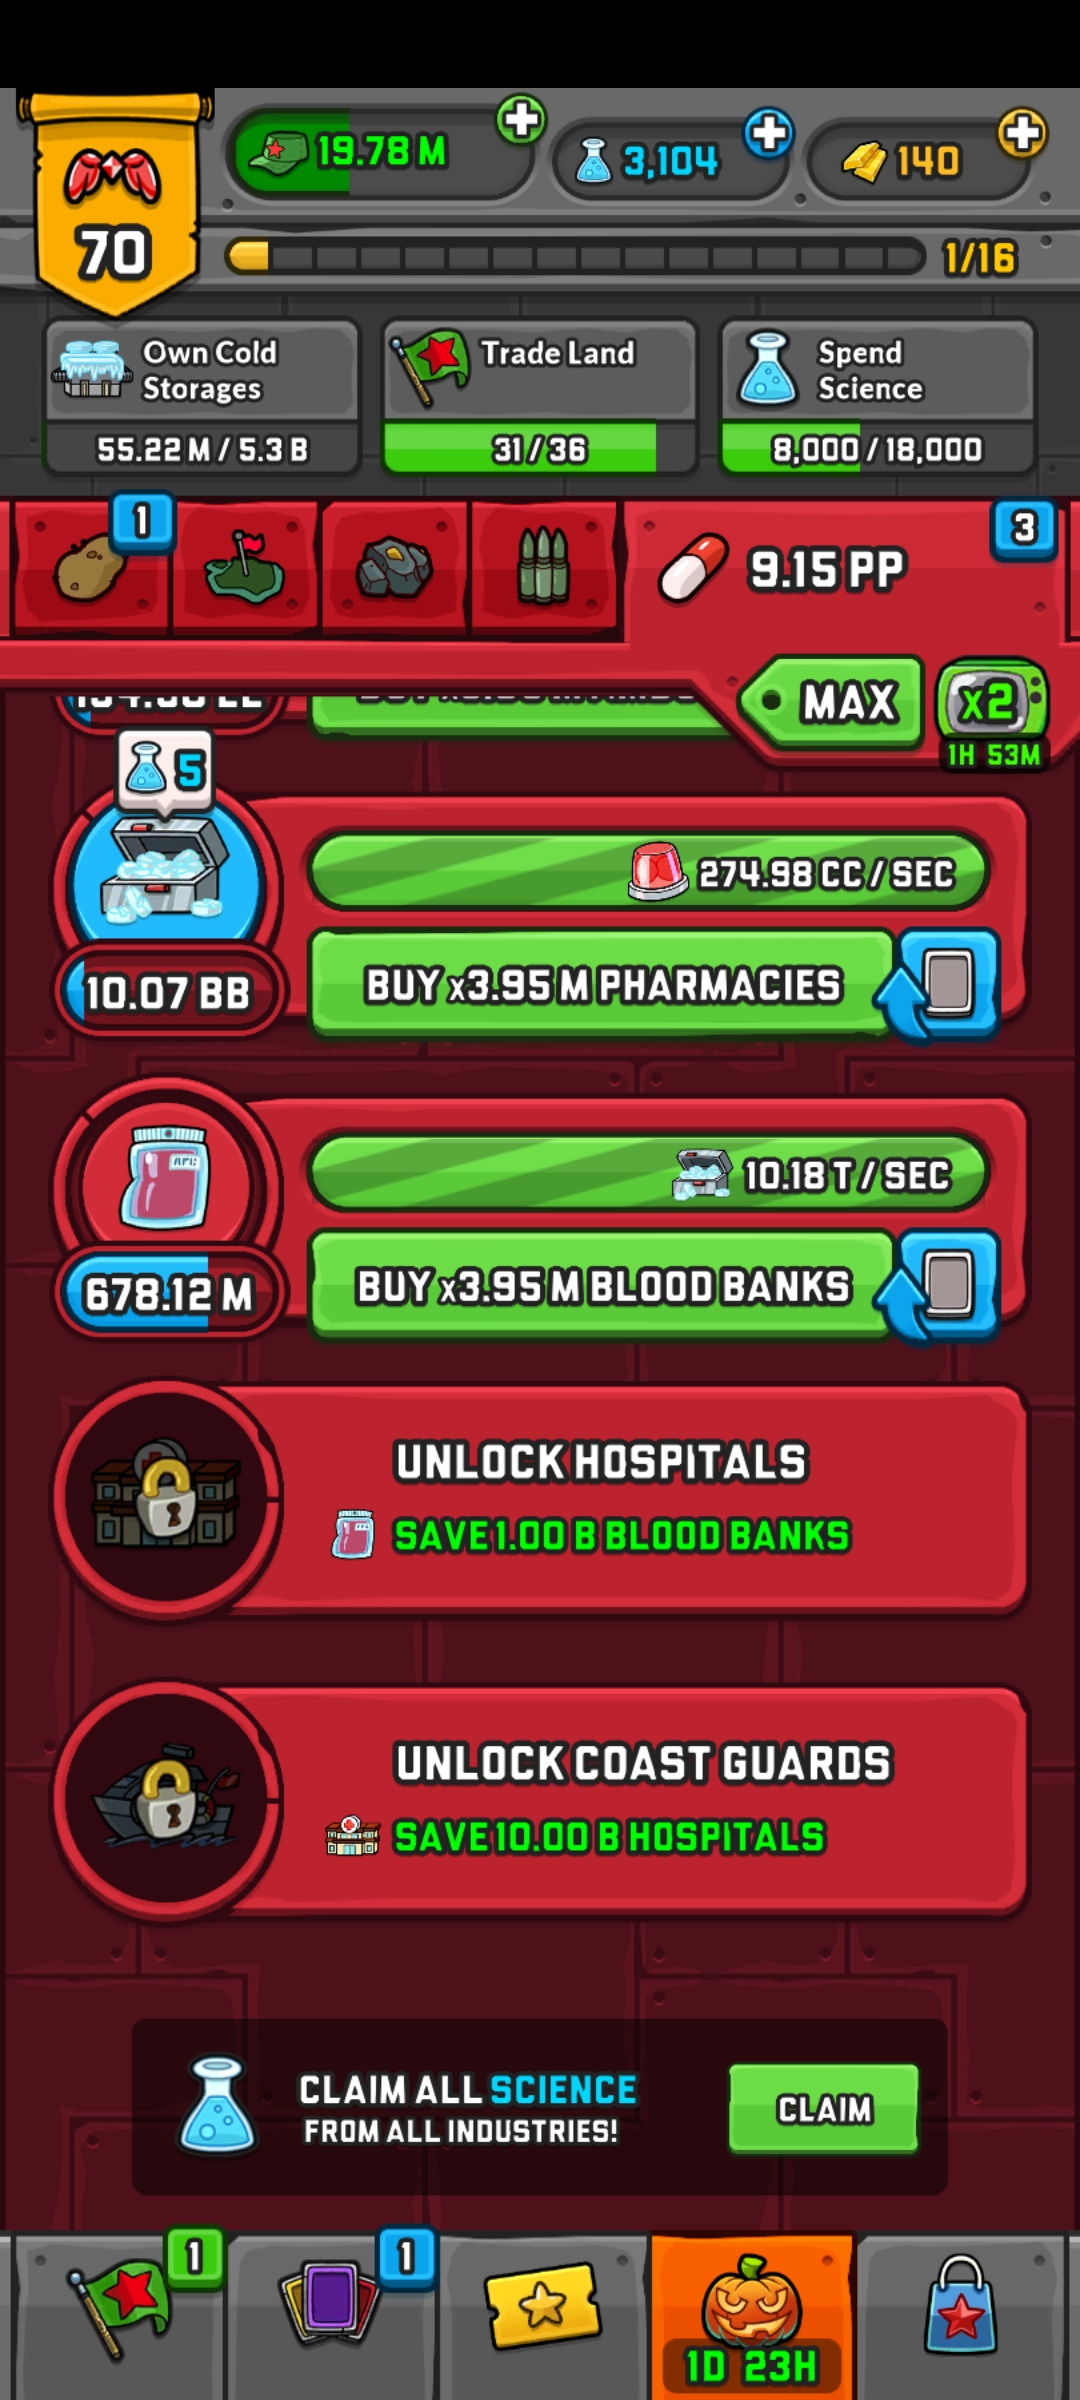 19.78 M
3,104
140
70
1/16
Own Cold
Storages
Trade Land
Spend
Science
55.22 M / 5.3 B
31 / 36
8,000 / 18,000
1
9.15 PP
3
MAX
x2
1H 53M
5
274.98 CC / SEC
BUY x3.95 M PHARMACIES
10.07 BB
10.18 T / SEC
BUY x3.95 M BLOOD BANKS
678.12 M
UNLOCK HOSPITALS
SAVE 1.00 B BLOOD BANKS
UNLOCK COAST GUARDS
SAVE 10.00 B HOSPITALS
CLAIM ALL SCIENCE
FROM ALL INDUSTRIES!
CLAIM
1
1
1D 23H